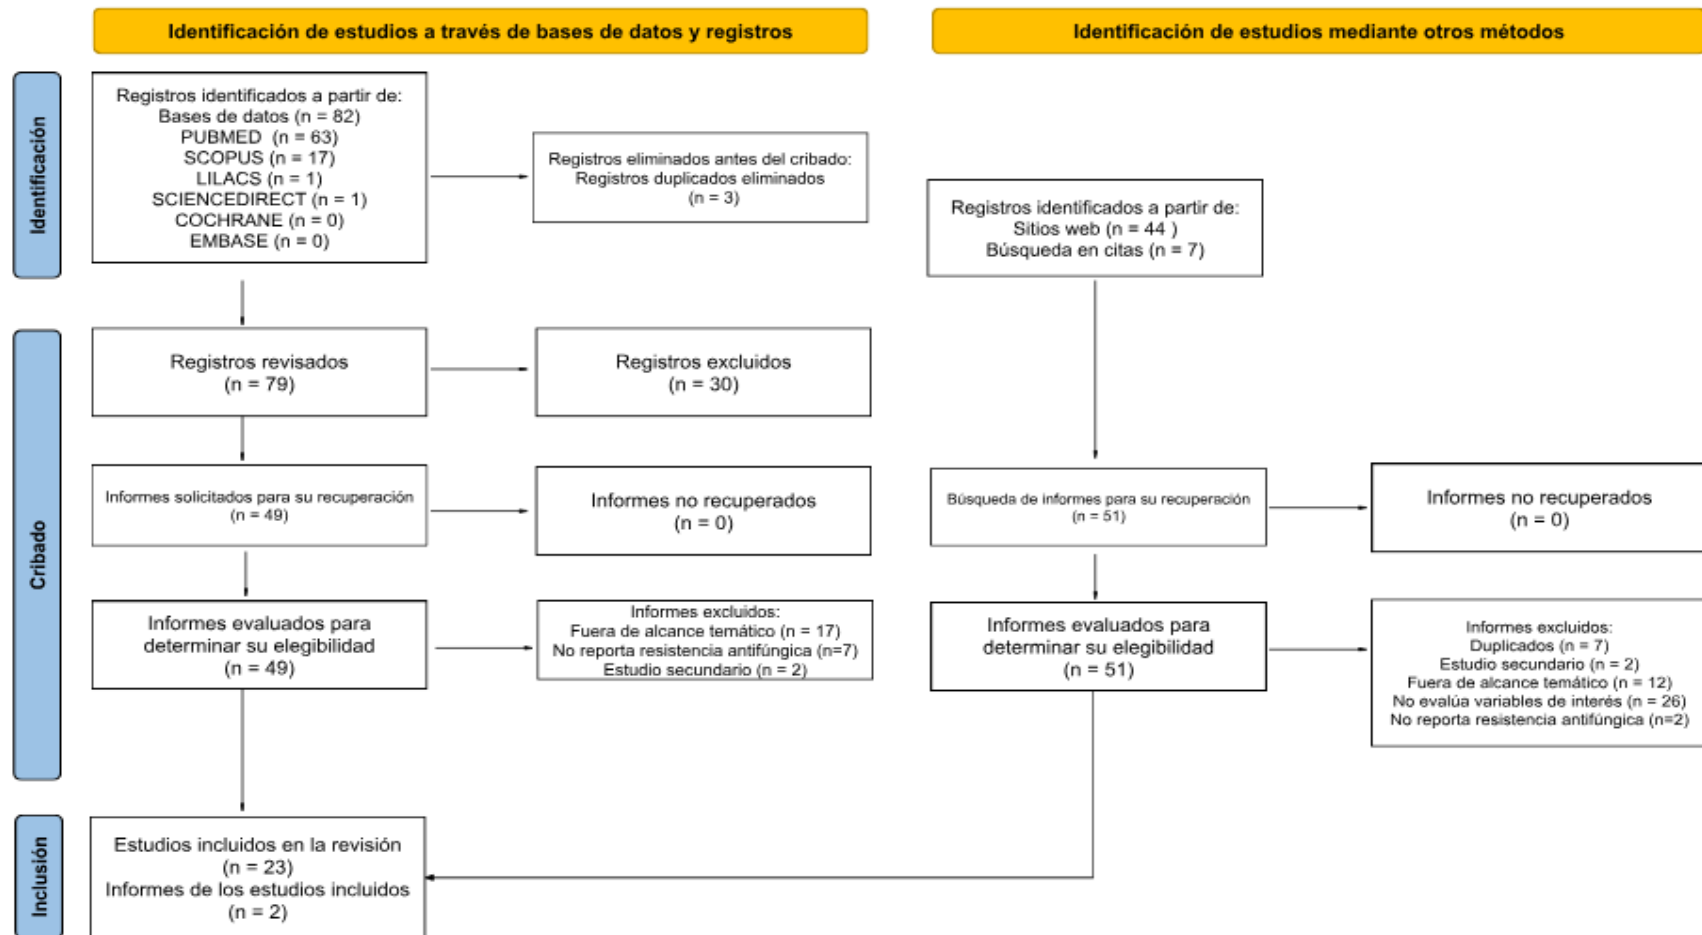 Identificación de estudios a través de bases de datos y registros
Identificación de estudios mediante otros métodos
Identificación
Registros identificados a partir de:
Bases de datos (n = 82)
PUBMED (n = 63)
SCOPUS (n = 17)
LILACS (n = 1)
SCIENCEDIRECT (n = 1)
COCHRANE (n = 0)
EMBASE (n = 0)
Registros eliminados antes del cribado:
Registros duplicados eliminados
(n = 3)
Registros identificados a partir de:
Sitios web (n = 44 )
Búsqueda en citas (n = 7)
Cribado
Registros revisados
(n = 79)
Registros excluidos
(n = 30)
Informes solicitados para su recuperación
(n = 49)
Informes no recuperados
(n = 0)
Búsqueda de informes para su recuperación
(n = 51)
Informes no recuperados
(n = 0)
Informes evaluados para
determinar su elegibilidad
(n = 49)
Informes excluidos:
Fuera de alcance temático (n = 17)
No reporta resistencia antifúngica (n=7)
Estudio secundario (n = 2)
Informes evaluados para
determinar su elegibilidad
(n = 51)
Informes excluidos:
Duplicados (n = 7)
Estudio secundario (n = 2)
Fuera de alcance temático (n = 12)
No evalúa variables de interés (n = 26)
No reporta resistencia antifúngica (n=2)
Inclusión
Estudios incluidos en la revisión
(n = 23)
Informes de los estudios incluidos
(n = 2)